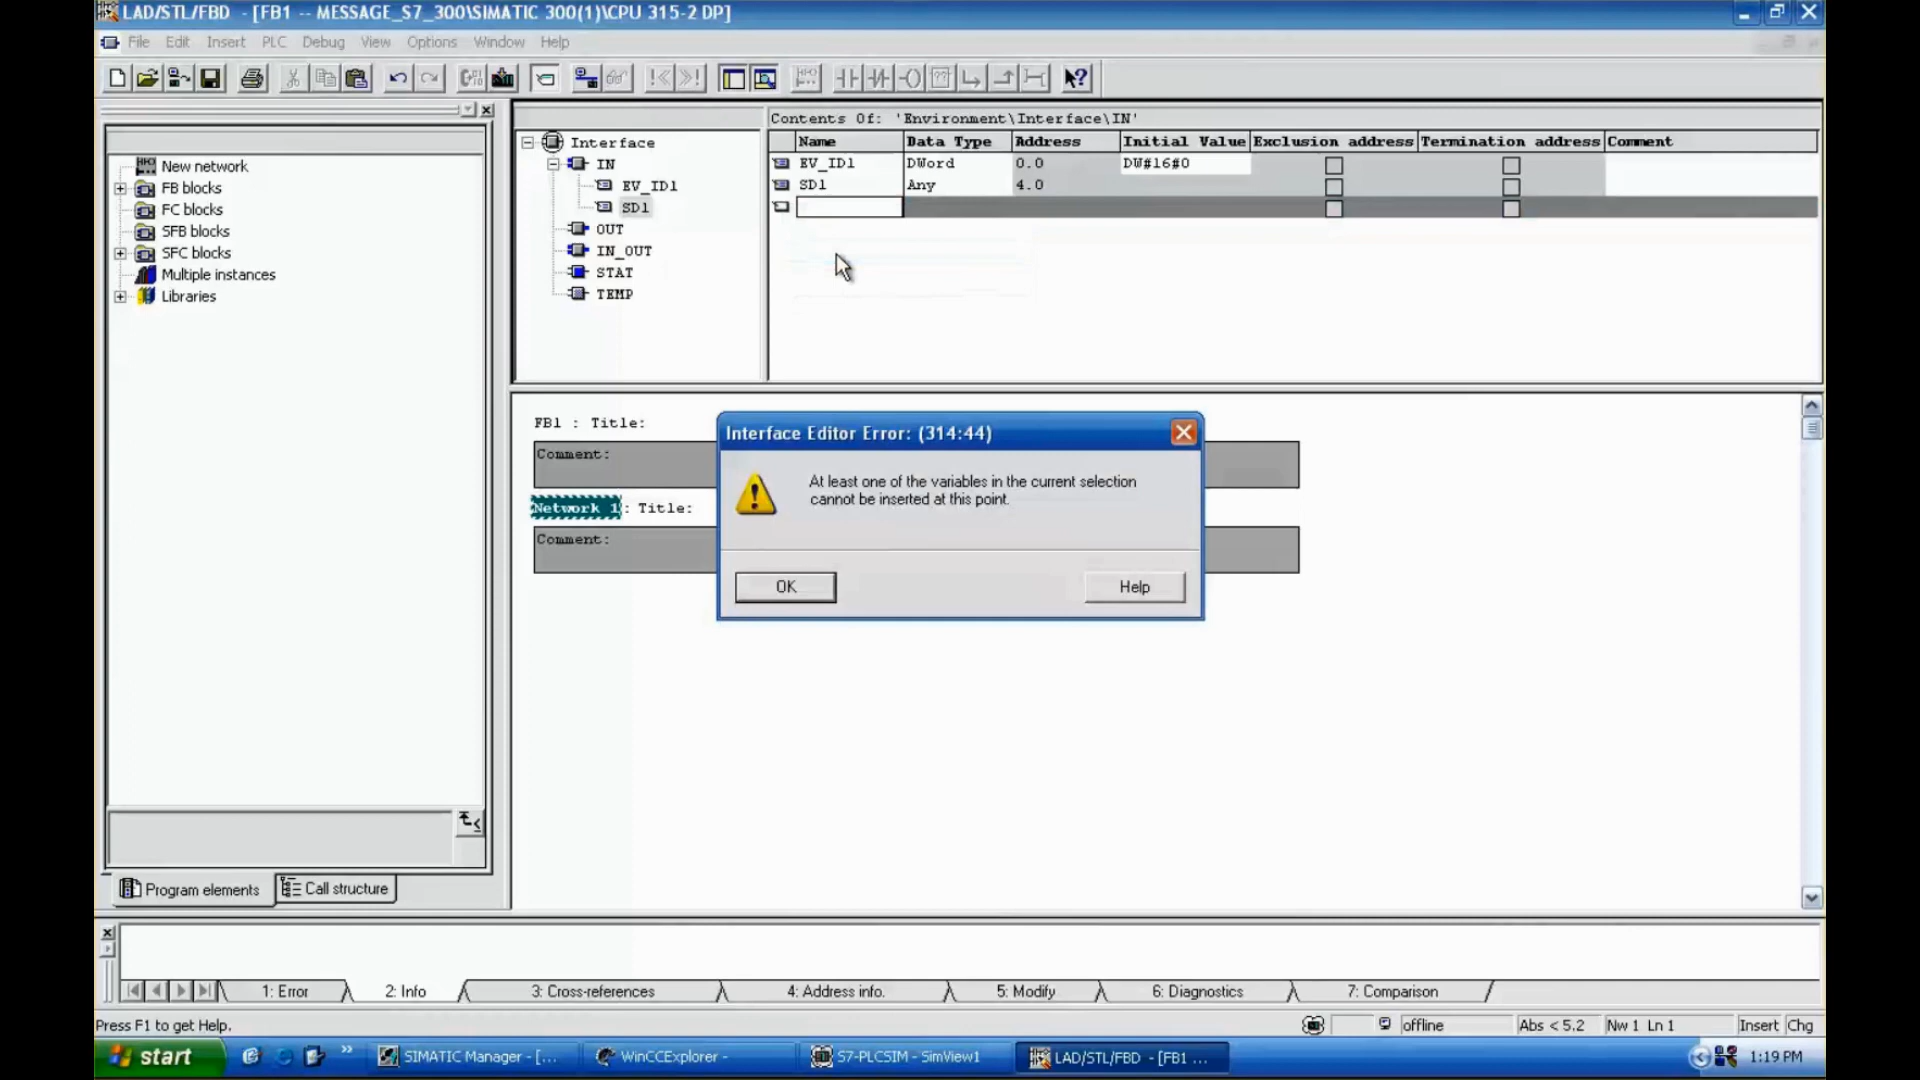 LAD/STL/FBD - [FB1 -- MESSAGE_S7_300\SIMATIC 300(1)\CPU 315-2 DP]
File Edit Insert PLC Debug View Options Window Help
New network
FB blocks
FC blocks
SFB blocks
SFC blocks
Multiple instances
Libraries
Program elements
Call structure
Interface
IN
EV_ID1
SD1
OUT
IN_OUT
STAT
TEMP
Contents Of: 'Environment\Interface\IN'
Name Data Type Address Initial Value Exclusion address Termination address Comment
EV_ID1 DWord 0.0 DW#16#0
SD1 Any 4.0
FB1 : Title:
Comment:
Network 1: Title:
Comment:
Interface Editor Error: (314:44)
At least one of the variables in the current selection
cannot be inserted at this point.
OK Help
1: Error 2: Info 3: Cross-references 4: Address info. 5: Modify 6: Diagnostics 7: Comparison
Press F1 to get Help. offline Abs < 5.2 Nw 1 Ln 1 Insert Chg
start SIMATIC Manager - [... WinCCExplorer - S7-PLCSIM - SimView1 LAD/STL/FBD - [FB1 ... 1:19 PM